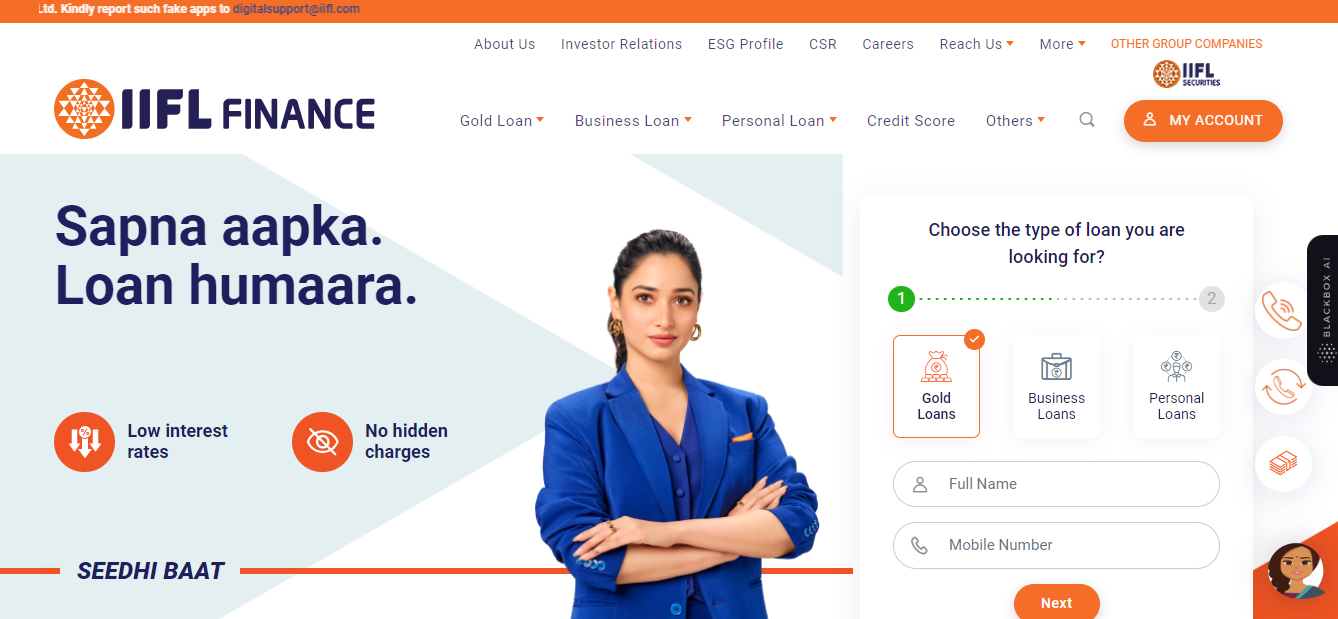 Ltd. Kindly report such fake apps to digitalsupport@iifl.com
About Us Investor Relations ESG Profile CSR Careers Reach Us More OTHER GROUP COMPANIES
IIFL
SECURITIES
IIFL FINANCE
Gold Loan Business Loan Personal Loan Credit Score Others MY ACCOUNT
Sapna aapka.
Loan humaara.
Low interest
rates
No hidden
charges
SEEDHI BAAT
Choose the type of loan you are
looking for?
1 2
Gold
Loans
Business
Loans
Personal
Loans
Full Name
Mobile Number
Next
BLACKBOX AI